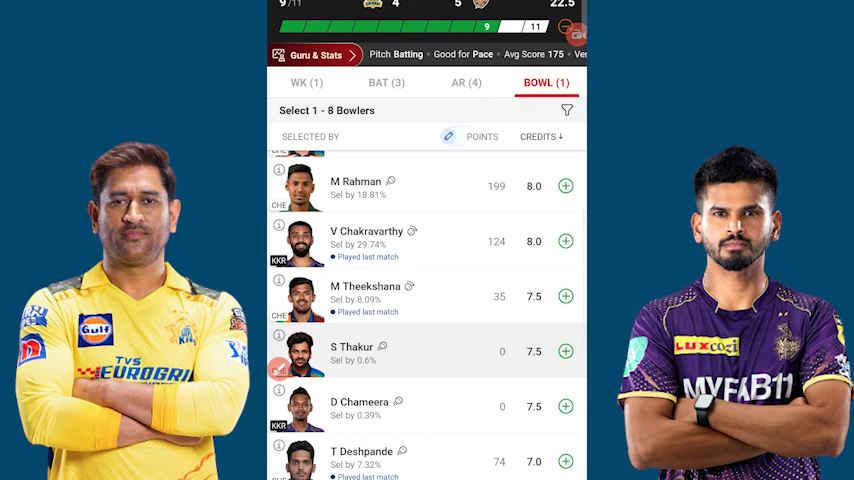 9/11
4
5
22.5
9
11
Guru & Stats
Pitch Batting • Good for Pace • Avg Score 175 •
WK (1)
BAT (3)
AR (4)
BOWL (1)
Select 1 - 8 Bowlers
SELECTED BY
POINTS
CREDITS↓
CHE
M Rahman
Sel by 18.81%
199
8.0
CHE
V Chakravarthy
Sel by 29.74%
Played last match
124
8.0
KKR
M Theekshana
Sel by 8.09%
Played last match
35
7.5
CHE
S Thakur
Sel by 0.6%
0
7.5
D Chameera
Sel by 0.39%
0
7.5
KKR
T Deshpande
Sel by 7.32%
Played last match
74
7.0
Gulf
TVS
EUROGRI
LUXCOZI
MYFAB11